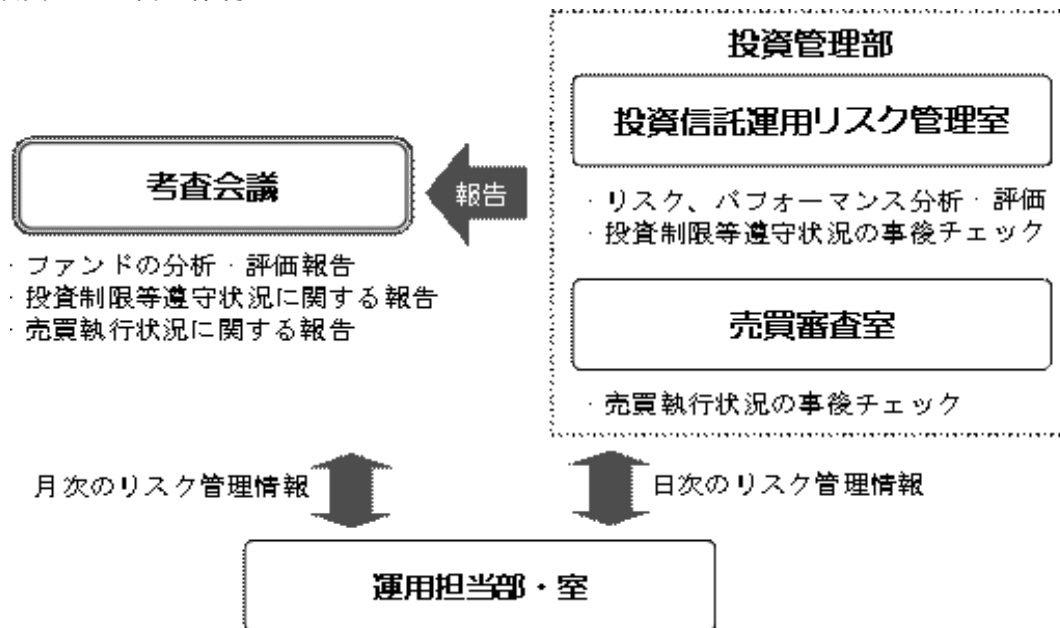 投資管理部
投資信託運用リスク管理室
・リスク、パフォーマンス分析・評価
・投資制限等遵守状況の事後チェック
売買審査室
・売買執行状況の事後チェック
報告
考査会議
・ファンドの分析・評価報告
・投資制限等遵守状況に関する報告
・売買執行状況に関する報告
月次のリスク管理情報
日次のリスク管理情報
運用担当部・室